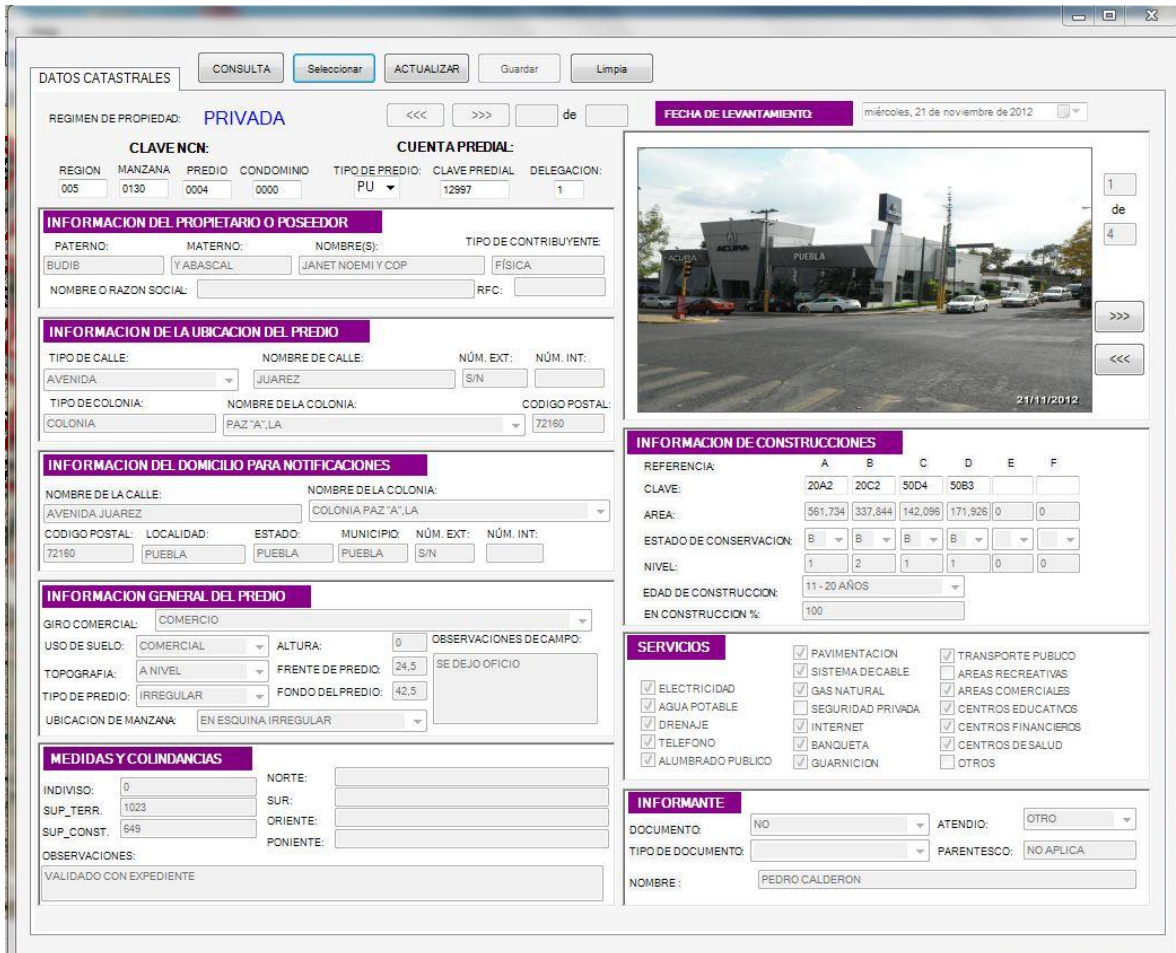 DATOS CATASTRALES
CONSULTA Seleccionar ACTUALIZAR Guardar Limpia
REGIMEN DE PROPIEDAD: PRIVADA <<< >>> de
CLAVE NCN: CUENTA PREDIAL:
REGION MANZANA PREDIO CONDOMINIO TIPO DE PREDIO: CLAVE PREDIAL DELEGACION:
005 0130 0004 0000 PU 12997 1
INFORMACION DEL PROPIETARIO O POSEEDOR
PATERNO: MATERNO: NOMBRE(S): TIPO DE CONTRIBUYENTE:
BUDIB Y ABASCAL JANET NOEMI Y COP FÍSICA
NOMBRE O RAZON SOCIAL: RFC:
INFORMACION DE LA UBICACION DEL PREDIO
TIPO DE CALLE: NOMBRE DE CALLE: NÚM. EXT: NÚM. INT:
AVENIDA JUAREZ S/N
TIPO DE COLONIA: NOMBRE DE LA COLONIA: CODIGO POSTAL:
COLONIA PAZ "A",LA 72160
INFORMACION DEL DOMICILIO PARA NOTIFICACIONES
NOMBRE DE LA CALLE: NOMBRE DE LA COLONIA:
AVENIDA JUAREZ COLONIA PAZ "A",LA
CODIGO POSTAL: LOCALIDAD: ESTADO: MUNICIPIO: NÚM. EXT: NÚM. INT:
72160 PUEBLA PUEBLA PUEBLA S/N
INFORMACION GENERAL DEL PREDIO
GIRO COMERCIAL: COMERCIO
USO DE SUELO: COMERCIAL ALTURA: 0 OBSERVACIONES DE CAMPO:
TOPOGRAFIA: A NIVEL FRENTE DE PREDIO: 24,5 SE DEJO OFICIO
TIPO DE PREDIO: IRREGULAR FONDO DEL PREDIO: 42,5
UBICACION DE MANZANA: EN ESQUINA IRREGULAR
MEDIDAS Y COLINDANCIAS
INDIVISO: 0 NORTE:
SUP_TERR. 1023 SUR:
SUP_CONST. 649 ORIENTE:
PONIENTE:
OBSERVACIONES:
VALIDADO CON EXPEDIENTE
FECHA DE LEVANTAMIENTO: miércoles, 21 de noviembre de 2012
ACURA ACURA PUEBLA ACURA
21/11/2012
1
de
4
>>>
<<<
INFORMACION DE CONSTRUCCIONES
REFERENCIA: A B C D E F
CLAVE: 20A2 20C2 50D4 50B3
AREA: 561,734 337,844 142,096 171,926 0 0
ESTADO DE CONSERVACION: B B B B
NIVEL: 1 2 1 1 0 0
EDAD DE CONSTRUCCION: 11 - 20 AÑOS
EN CONSTRUCCION %: 100
SERVICIOS
ELECTRICIDAD
AGUA POTABLE
DRENAJE
TELEFONO
ALUMBRADO PUBLICO
PAVIMENTACION
SISTEMA DE CABLE
GAS NATURAL
SEGURIDAD PRIVADA
INTERNET
BANQUETA
GUARNICION
TRANSPORTE PUBLICO
AREAS RECREATIVAS
AREAS COMERCIALES
CENTROS EDUCATIVOS
CENTROS FINANCIEROS
CENTROS DE SALUD
OTROS
INFORMANTE
DOCUMENTO: NO ATENDIO: OTRO
TIPO DE DOCUMENTO: PARENTESCO: NO APLICA
NOMBRE : PEDRO CALDERON